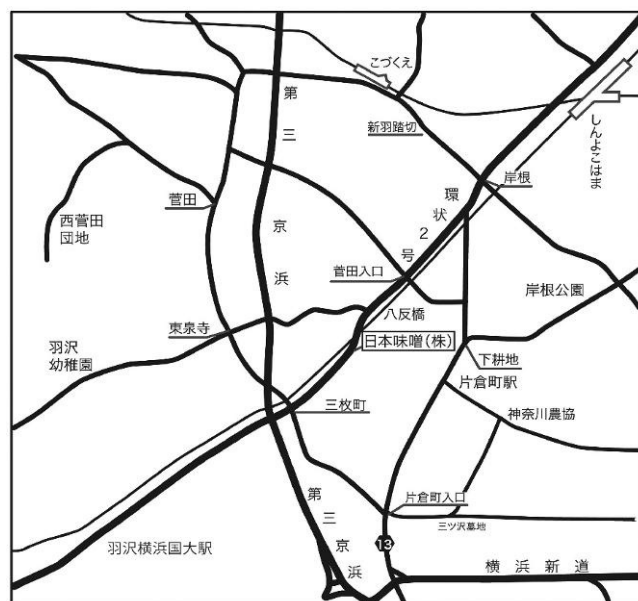 こづくえ
第三京浜
新羽踏切
しんよこはま
岸根
環状2号
菅田
西菅田
団地
菅田入口
岸根公園
八反橋
東泉寺
日本味噌(株)
羽沢
幼稚園
下耕地
片倉町駅
三枚町
神奈川農協
第三京浜
片倉町入口
三ツ沢墓地
13
羽沢横浜国大駅
横浜新道